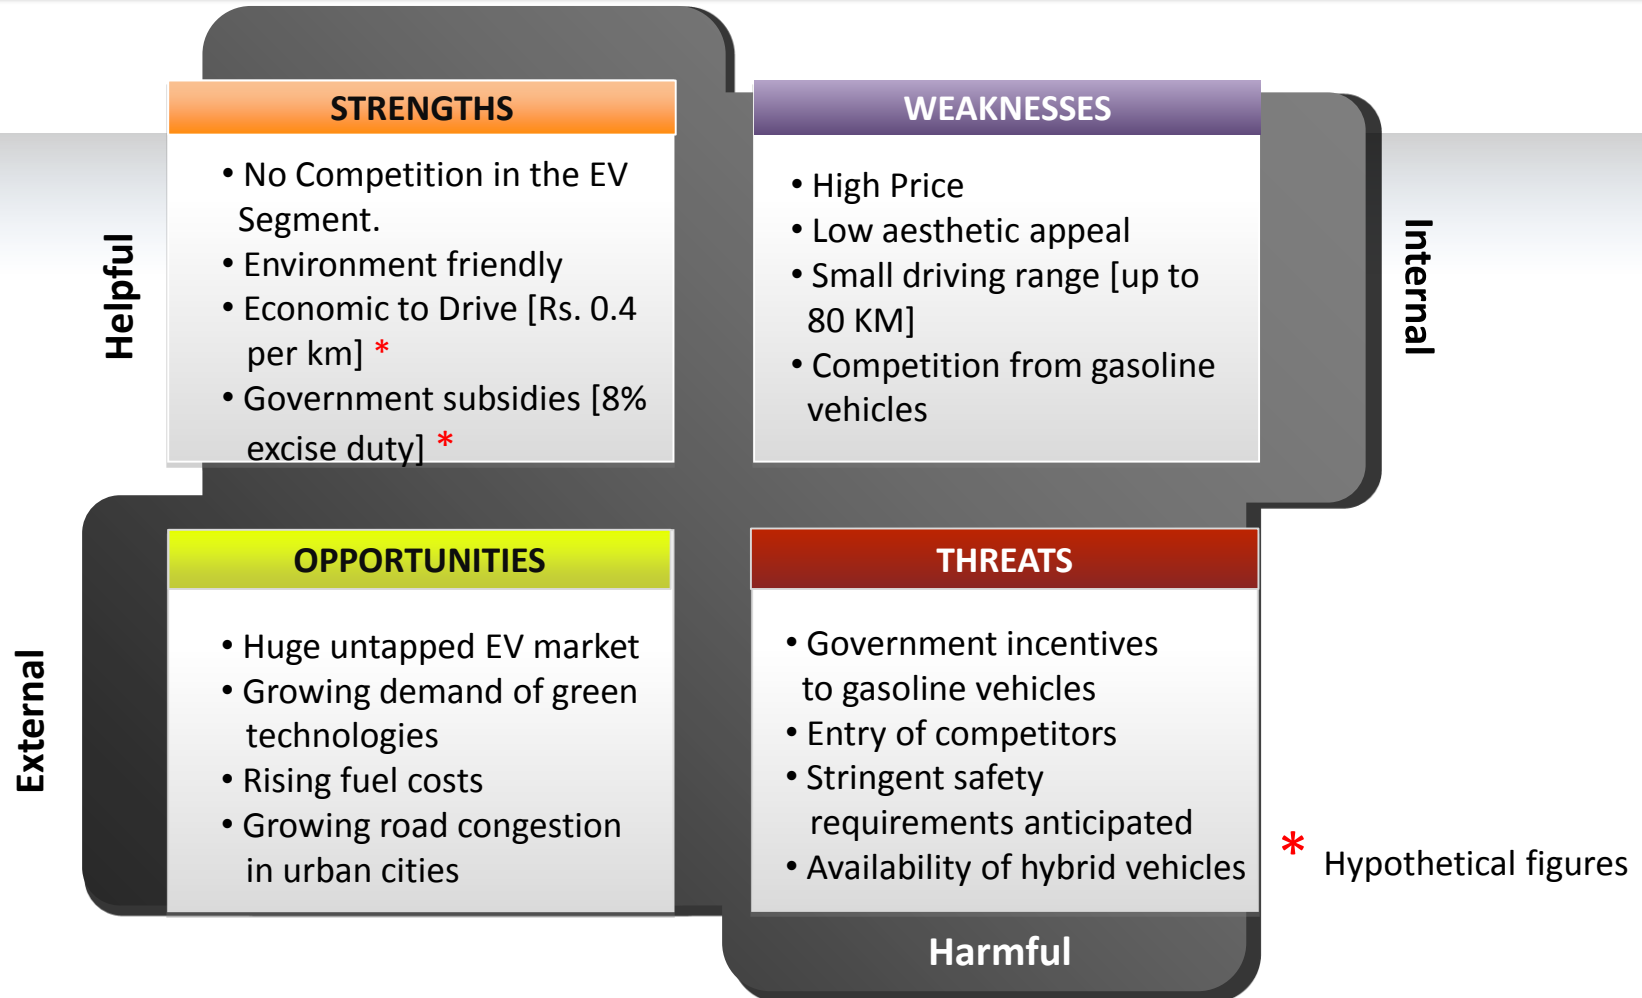 STRENGTHS
• No Competition in the EV
Segment.
• Environment friendly
• Economic to Drive [Rs. 0.4
per km] *
• Government subsidies [8%
excise duty] *
WEAKNESSES
• High Price
• Low aesthetic appeal
• Small driving range [up to
80 KM]
• Competition from gasoline
vehicles
Helpful
Internal
OPPORTUNITIES
• Huge untapped EV market
• Growing demand of green
technologies
• Rising fuel costs
• Growing road congestion
in urban cities
THREATS
• Government incentives
to gasoline vehicles
• Entry of competitors
• Stringent safety
requirements anticipated
• Availability of hybrid vehicles
External
* Hypothetical figures
Harmful